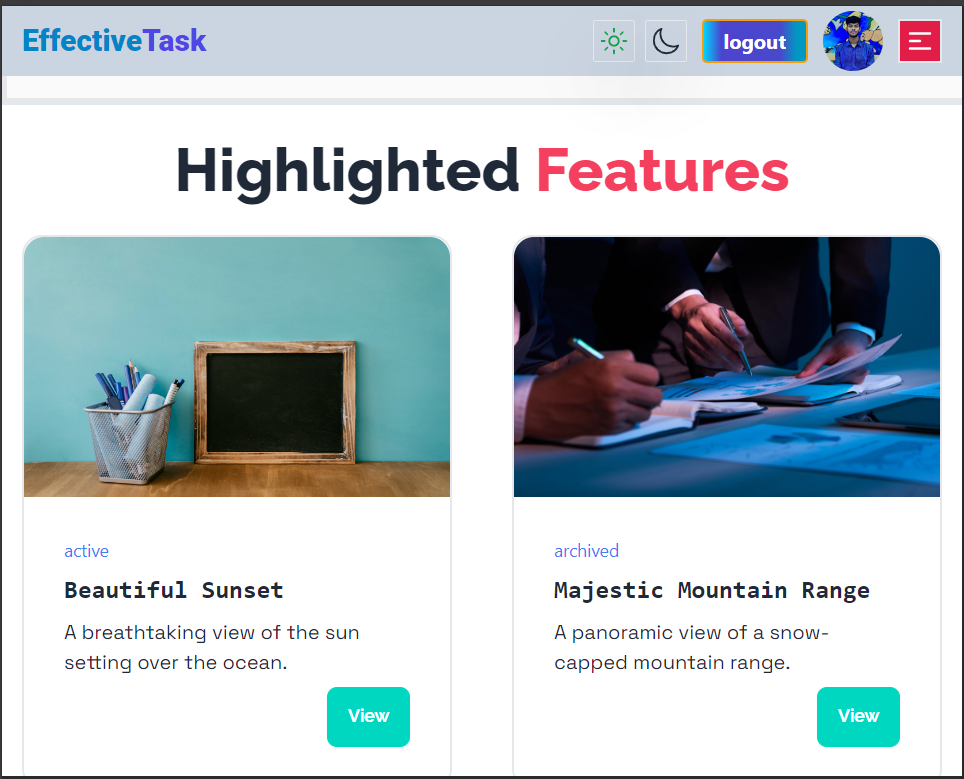 EffectiveTask
logout
Highlighted Features
active
Beautiful Sunset
A breathtaking view of the sun
setting over the ocean.
View
archived
Majestic Mountain Range
A panoramic view of a snow-
capped mountain range.
View